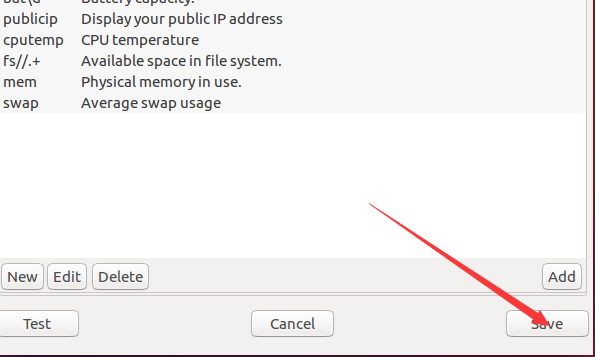 bat\d Battery capacity.
publicip Display your public IP address
cputemp CPU temperature
fs//.+ Available space in file system.
mem Physical memory in use.
swap Average swap usage
New Edit Delete Add
Test Cancel Save